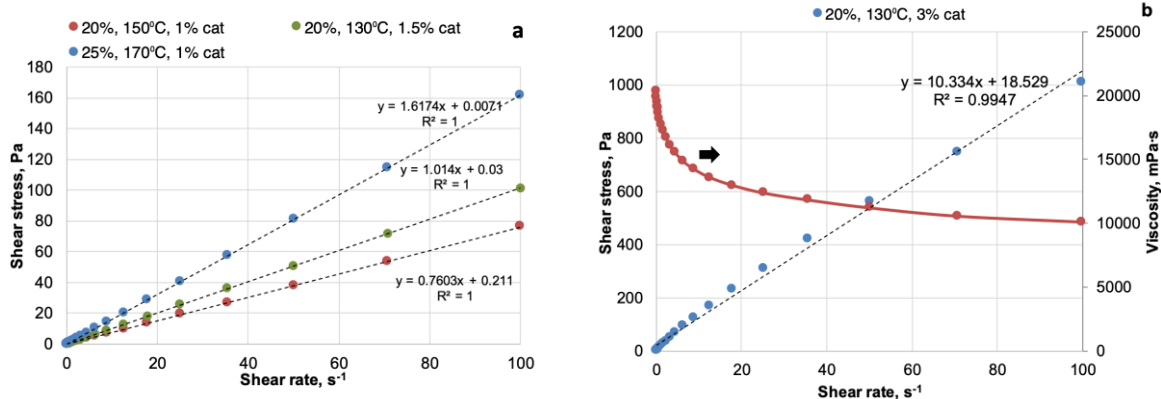 20%, 150ºC, 1% cat
20%, 130ºC, 1.5% cat
25%, 170ºC, 1% cat
a
180
160
140
120
100
80
60
40
20
0
Shear stress, Pa
y = 1.6174x + 0.0071
R² = 1
y = 1.014x + 0.03
R² = 1
y = 0.7603x + 0.211
R² = 1
0 20 40 60 80 100
Shear rate, s⁻¹
20%, 130ºC, 3% cat
b
1200
1000
800
600
400
200
0
Shear stress, Pa
y = 10.334x + 18.529
R² = 0.9947
25000
20000
15000
10000
5000
0
Viscosity, mPa·s
0 20 40 60 80 100
Shear rate, s⁻¹